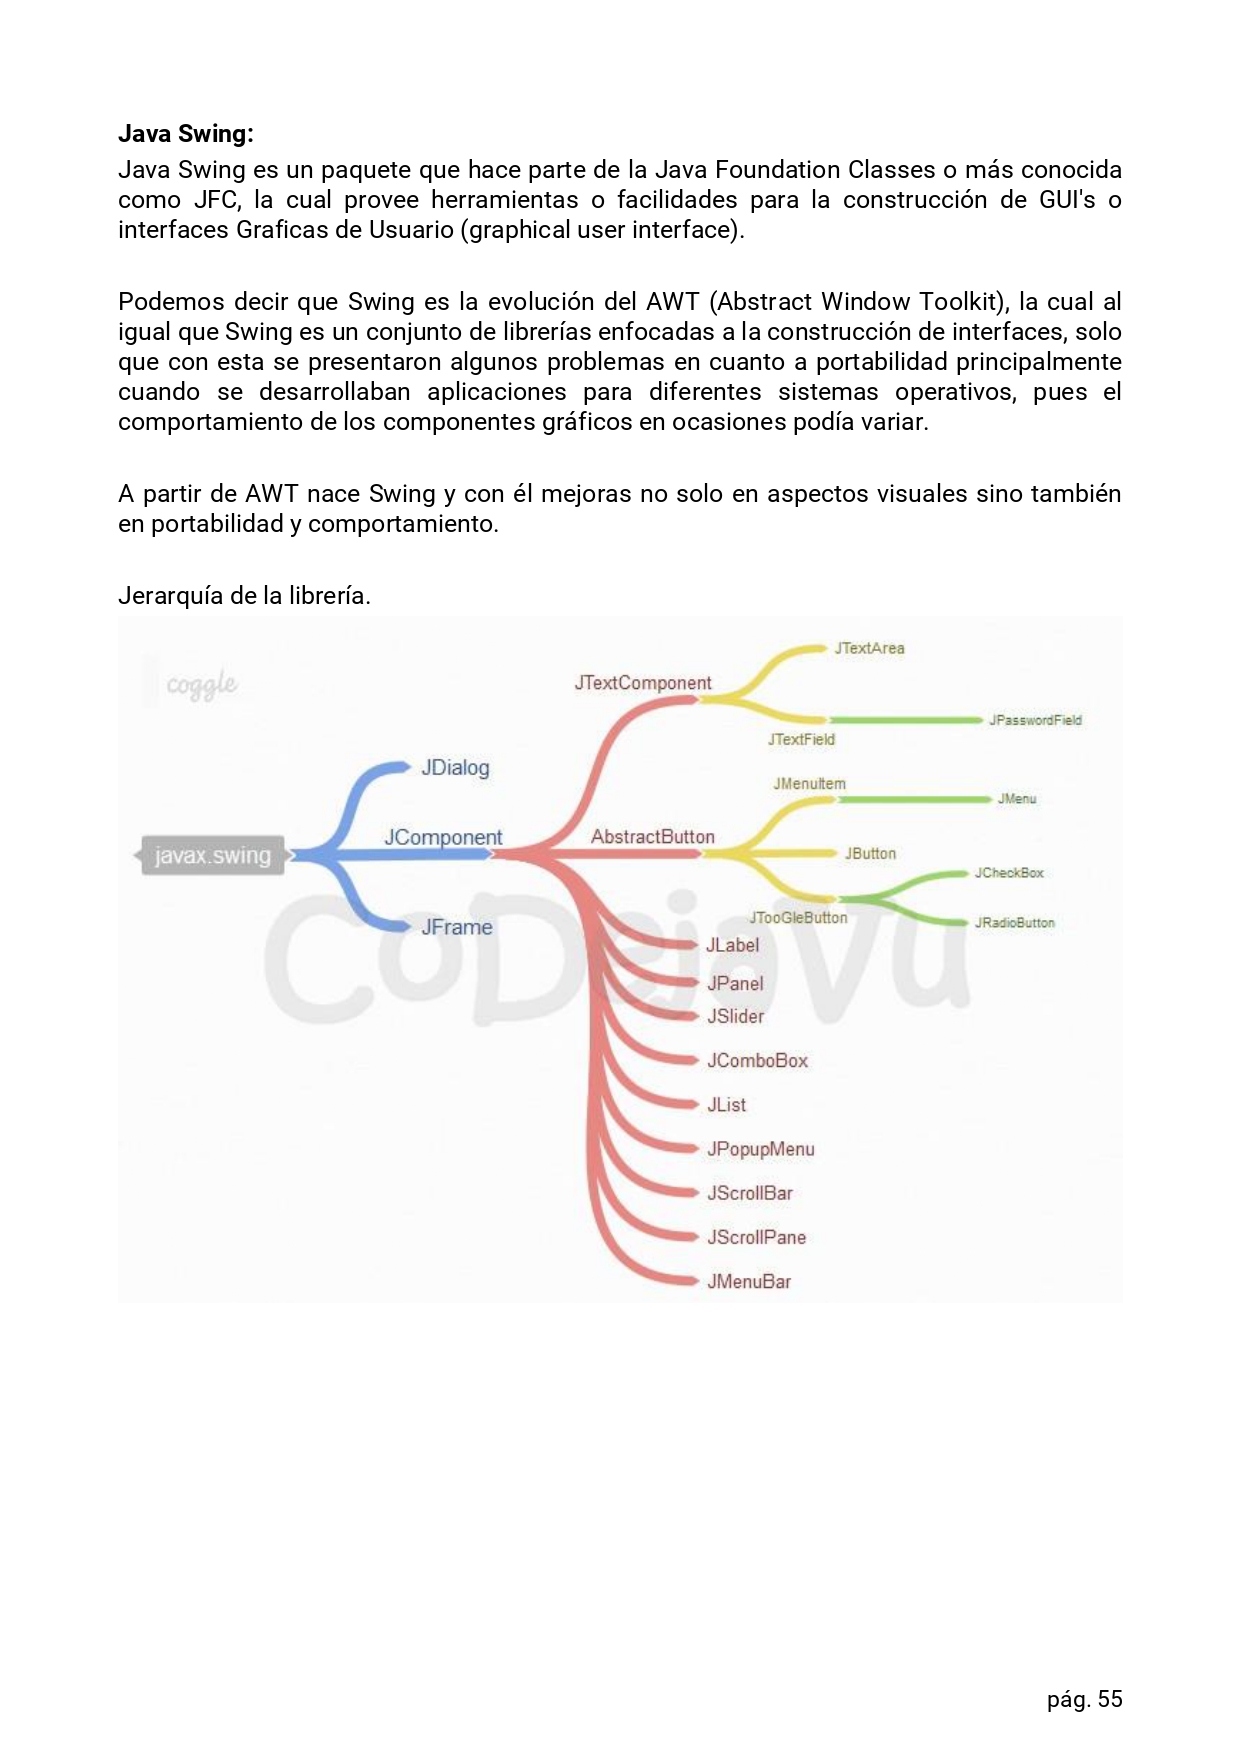 Java Swing:
Java Swing es un paquete que hace parte de la Java Foundation Classes o más conocida
como JFC, la cual provee herramientas o facilidades para la construcción de GUI's o
interfaces Graficas de Usuario (graphical user interface).
Podemos decir que Swing es la evolución del AWT (Abstract Window Toolkit), la cual al
igual que Swing es un conjunto de librerías enfocadas a la construcción de interfaces, solo
que con esta se presentaron algunos problemas en cuanto a portabilidad principalmente
cuando se desarrollaban aplicaciones para diferentes sistemas operativos, pues el
comportamiento de los componentes gráficos en ocasiones podía variar.
A partir de AWT nace Swing y con él mejoras no solo en aspectos visuales sino también
en portabilidad y comportamiento.
Jerarquía de la librería.
coggle
javax.swing
JDialog
JComponent
JFrame
JTextComponent
JTextArea
JTextField
JPasswordField
AbstractButton
JMenuItem
JMenu
JButton
JTooGleButton
JCheckBox
JRadioButton
JLabel
JPanel
JSlider
JComboBox
JList
JPopupMenu
JScrollBar
JScrollPane
JMenuBar
CoDejaVu
pág. 55